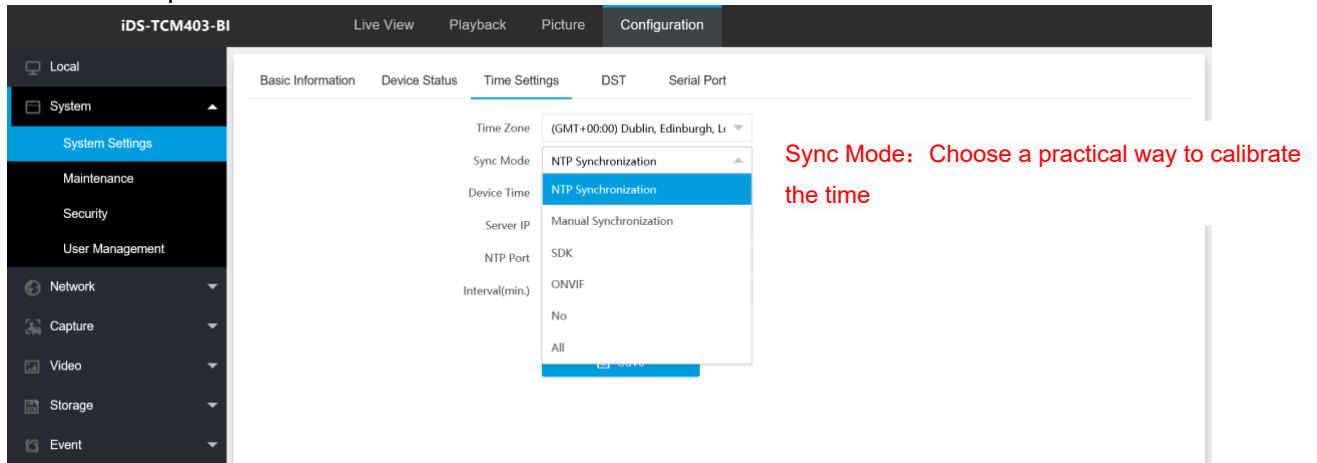 iDS-TCM403-BI Live View Playback Picture Configuration
Local
System
System Settings
Maintenance
Security
User Management
Network
Capture
Video
Storage
Event
Basic Information Device Status Time Settings DST Serial Port
Time Zone (GMT+00:00) Dublin, Edinburgh,
Sync Mode NTP Synchronization
Device Time NTP Synchronization
Server IP Manual Synchronization
NTP Port SDK
Interval(min.) ONVIF
No
All
Sync Mode：Choose a practical way to calibrate
the time